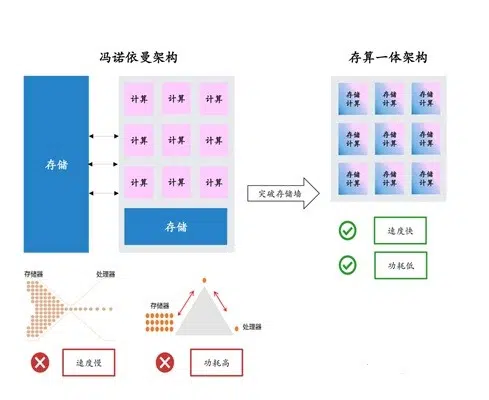 冯诺依曼架构
存算一体架构
存储
计算 计算 计算
计算 计算 计算
计算 计算 计算
存储
突破存储墙
存储 存储 存储
计算 计算 计算
存储 存储 存储
计算 计算 计算
存储 存储 存储
计算 计算 计算
速度快
功耗低
存储器
处理器
速度慢
存储器
处理器
功耗高